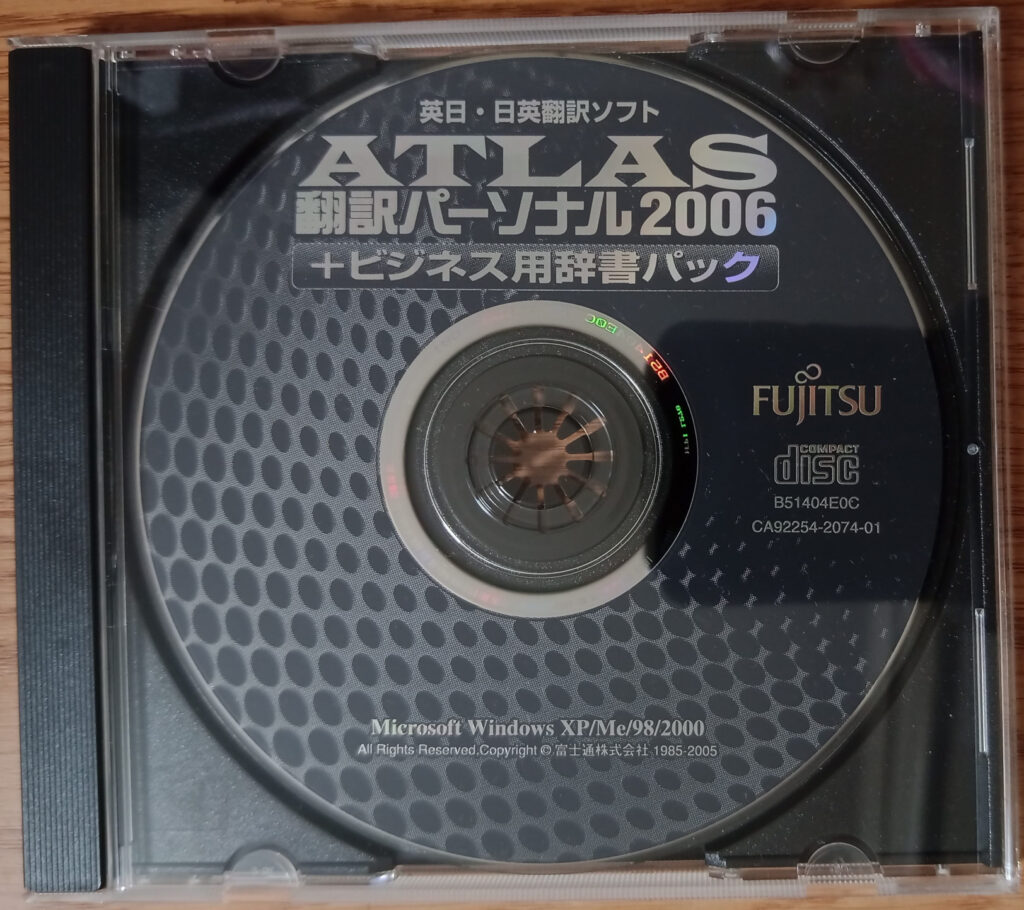 英日・日英翻訳ソフト
ATLAS
翻訳パーソナル2006
+ビジネス用辞書パック
FUJITSU
COMPACT
disc
B51404E0C
CA92254-2074-01
Microsoft Windows XP/Me/98/2000
All Rights Reserved,Copyright © 富士通株式会社 1985-2005